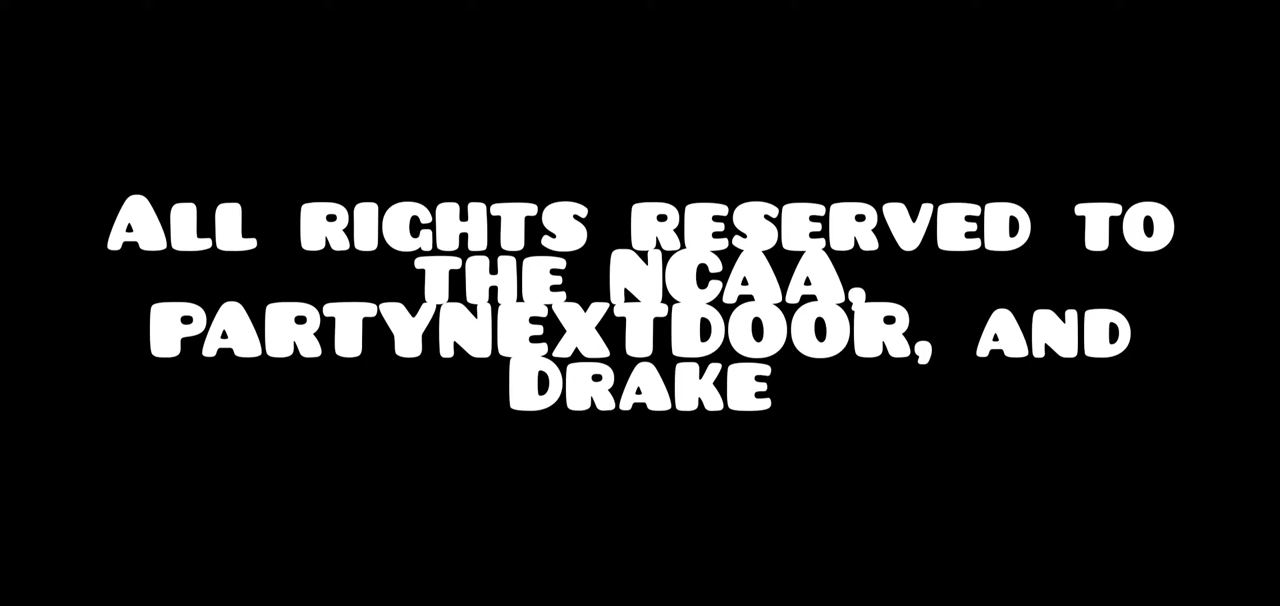 All rights reserved to
the NCAA,
PARTYNEXTDOOR, and
Drake